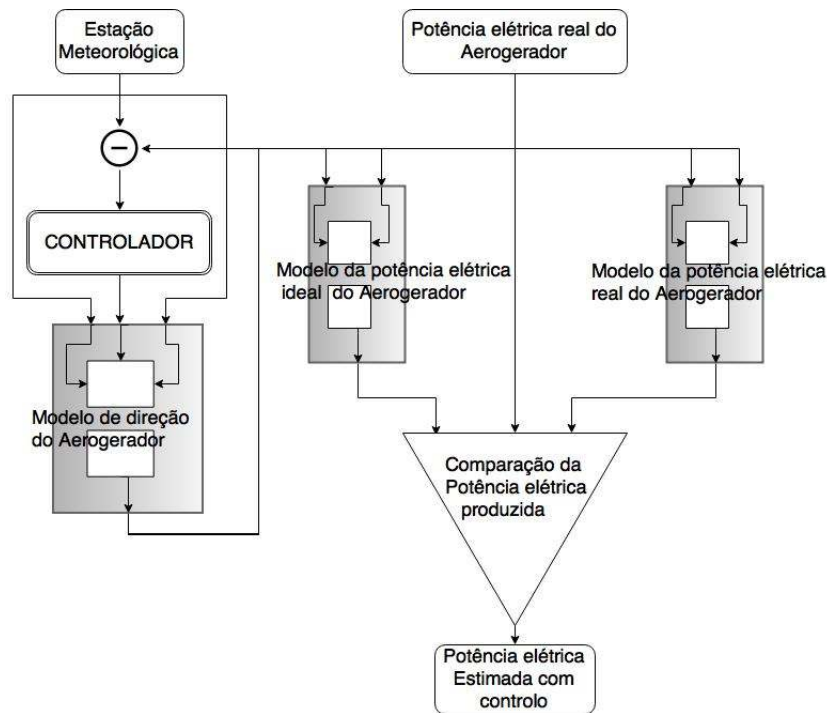 Estação
Meteorológica
Potência elétrica real do
Aerogerador
−
CONTROLADOR
Modelo da potência elétrica
ideal do Aerogerador
Modelo da potência elétrica
real do Aerogerador
Modelo de direção
do Aerogerador
Comparação da
Potência elétrica
produzida
Potência elétrica
Estimada com
controlo